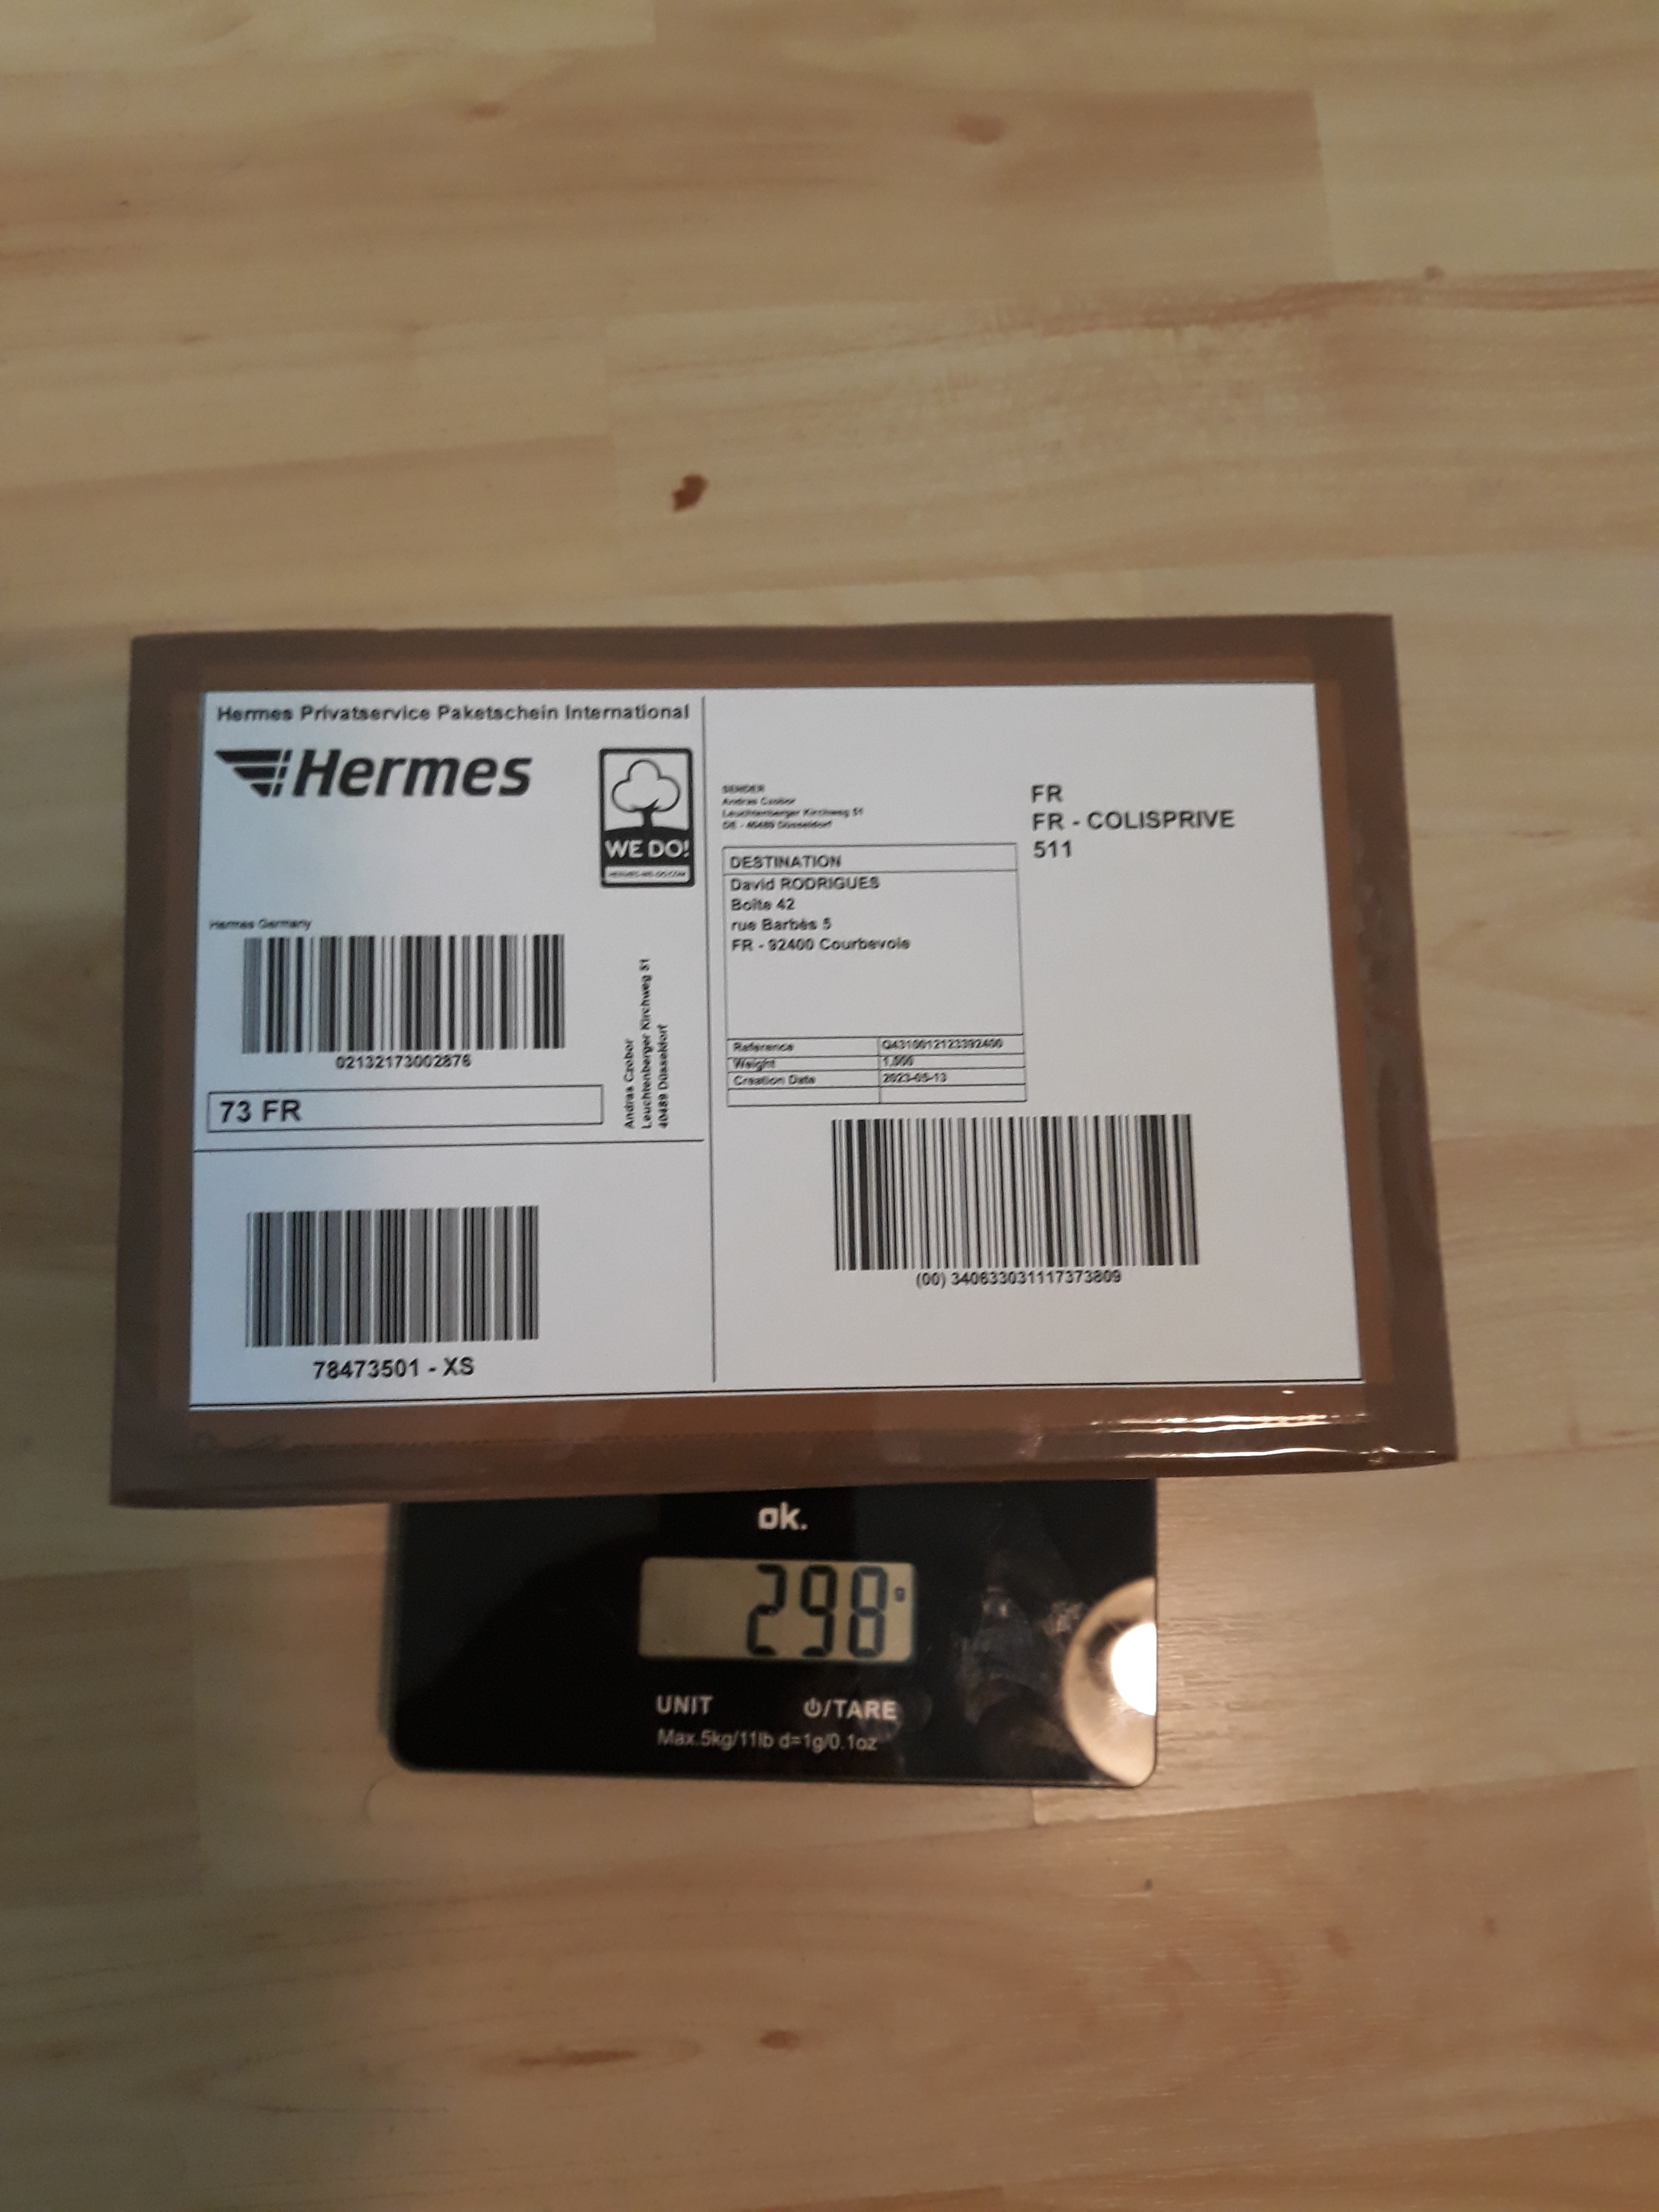 Hermes Privatservice Paketschein International
Hermes
WE DO!
Hermes Germany
02132173002876
73 FR
Andras Czobor
Leuchtenberger Kirchweg 51
40489 Düsseldorf
78473501 - XS
SENDER
Andras Czobor
Leuchtenberger Kirchweg 51
DE - 40489 Düsseldorf
FR
FR - COLISPRIVE
511
DESTINATION
David RODRIGUES
Boîte 42
rue Barbès 5
FR - 92400 Courbevoie
Reference
Weight 1,000
Creation Date 2023-05-13
(00) 340633031117373809
ok.
298 g
UNIT ⏻/TARE
Max.5kg/11lb d=1g/0.1oz